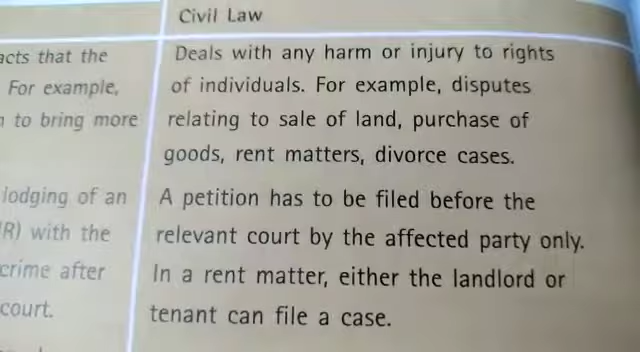 Civil Law
acts that the
For example,
to bring more
Deals with any harm or injury to rights
of individuals. For example, disputes
relating to sale of land, purchase of
goods, rent matters, divorce cases.
lodging of an
with the
crime after
court.
A petition has to be filed before the
relevant court by the affected party only.
In a rent matter, either the landlord or
tenant can file a case.